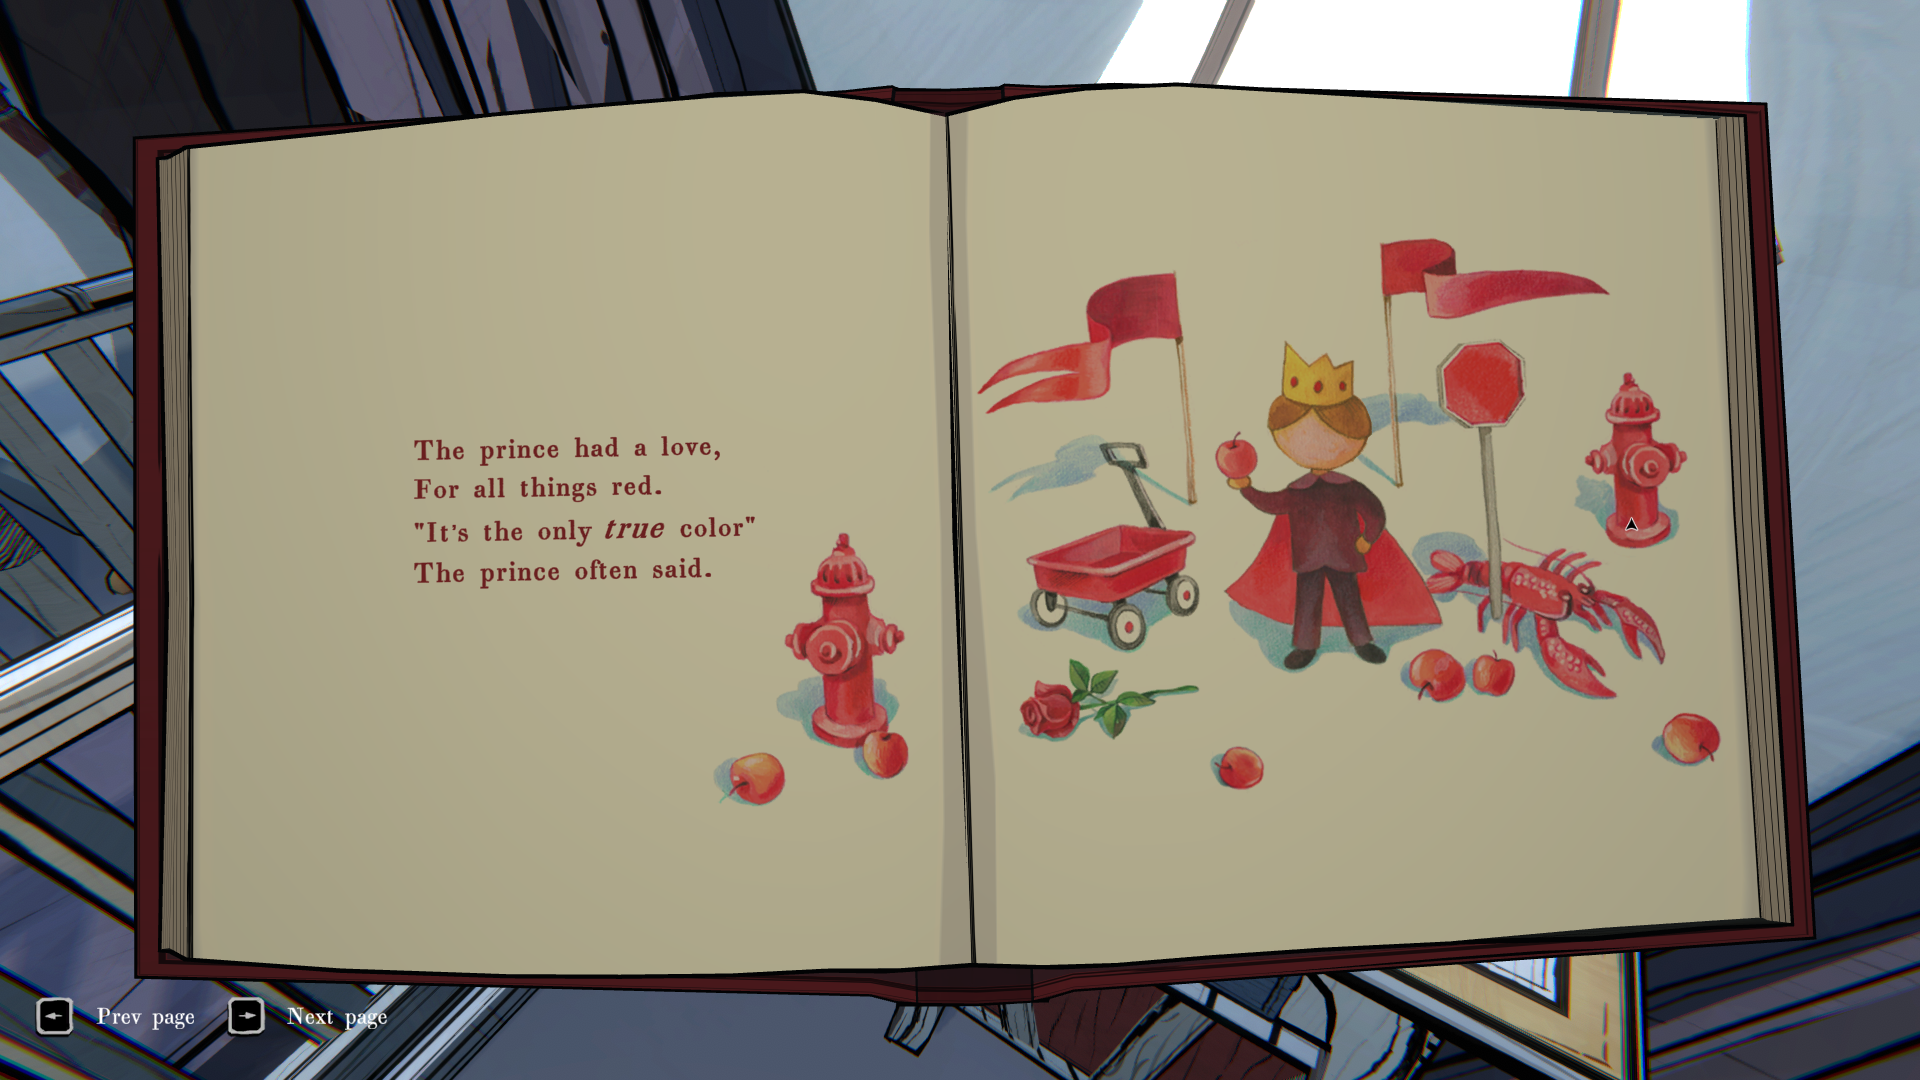 The prince had a love,
For all things red.
"It's the only true color"
The prince often said.
Prev page
Next page